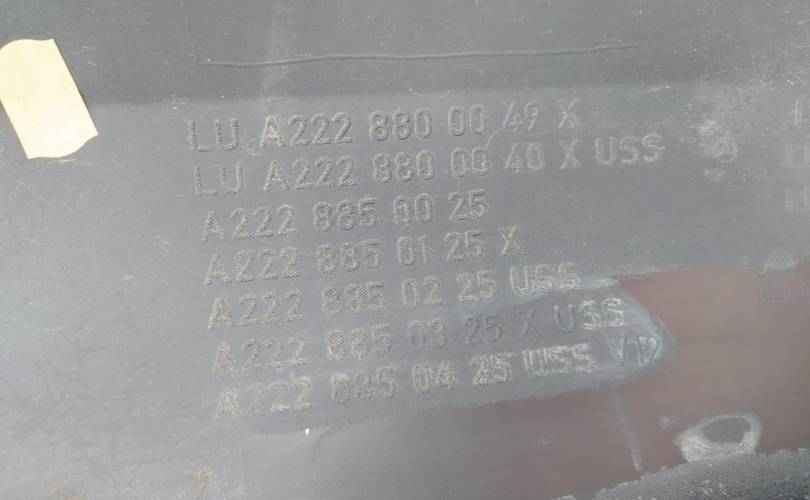 LU A222 880 00 49 X
LU A222 880 00 40 X USS
A222 885 00 25
A222 885 01 25 X
A222 885 02 25 USS
A222 885 03 25 X USS
A222 885 04 25 USS V12